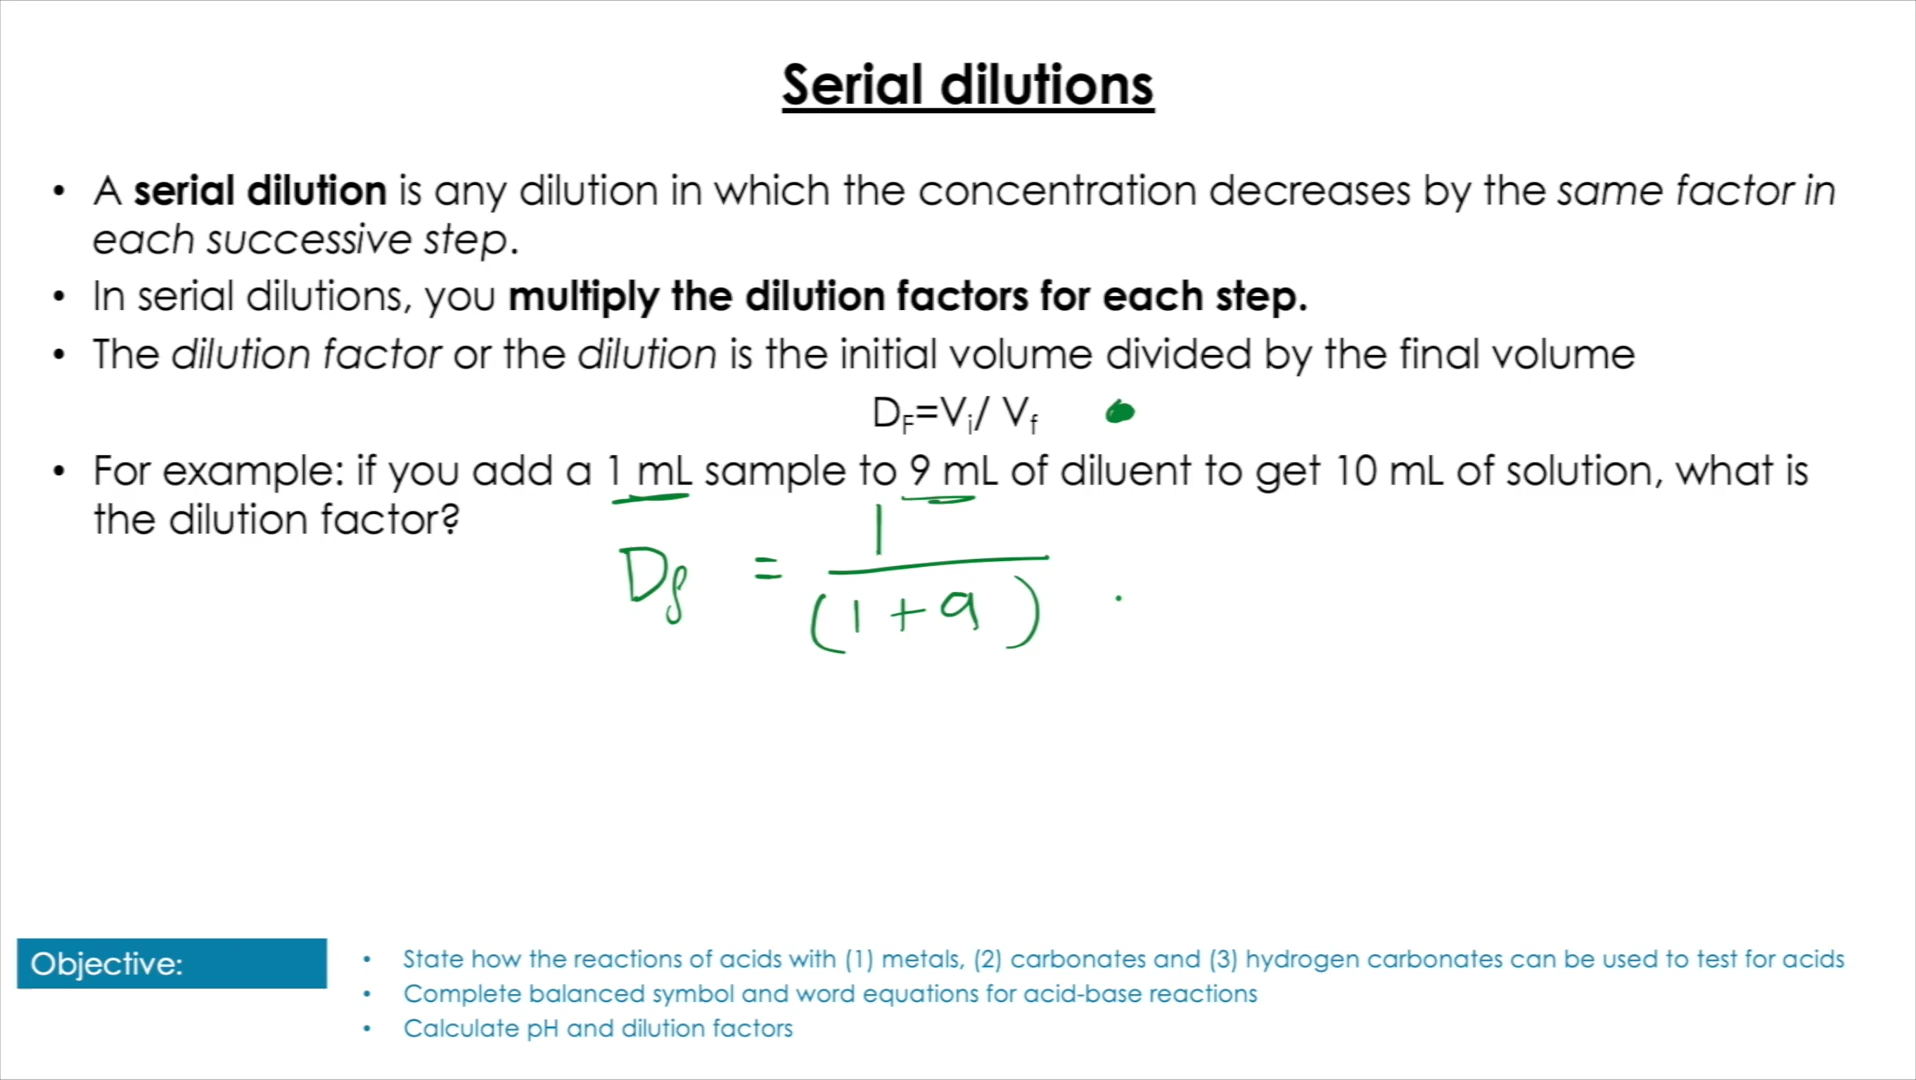 Serial dilutions
• A serial dilution is any dilution in which the concentration decreases by the same factor in
each successive step.
• In serial dilutions, you multiply the dilution factors for each step.
• The dilution factor or the dilution is the initial volume divided by the final volume
DF=Vi/ Vf
• For example: if you add a 1 mL sample to 9 mL of diluent to get 10 mL of solution, what is
the dilution factor?
Df = 1
(1 + 9)
Objective:
• State how the reactions of acids with (1) metals, (2) carbonates and (3) hydrogen carbonates can be used to test for acids
• Complete balanced symbol and word equations for acid-base reactions
• Calculate pH and dilution factors